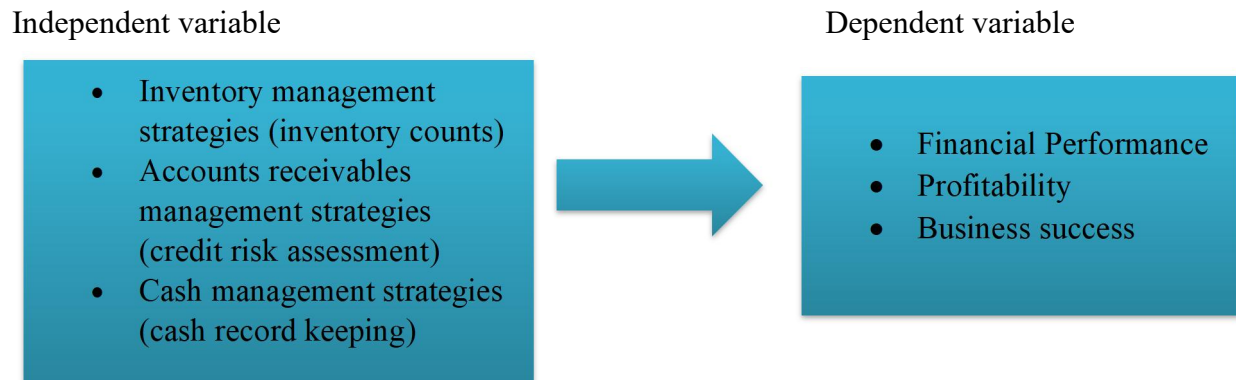 Independent variable
Dependent variable
• Inventory management
strategies (inventory counts)
• Accounts receivables
management strategies
(credit risk assessment)
• Cash management strategies
(cash record keeping)
• Financial Performance
• Profitability
• Business success